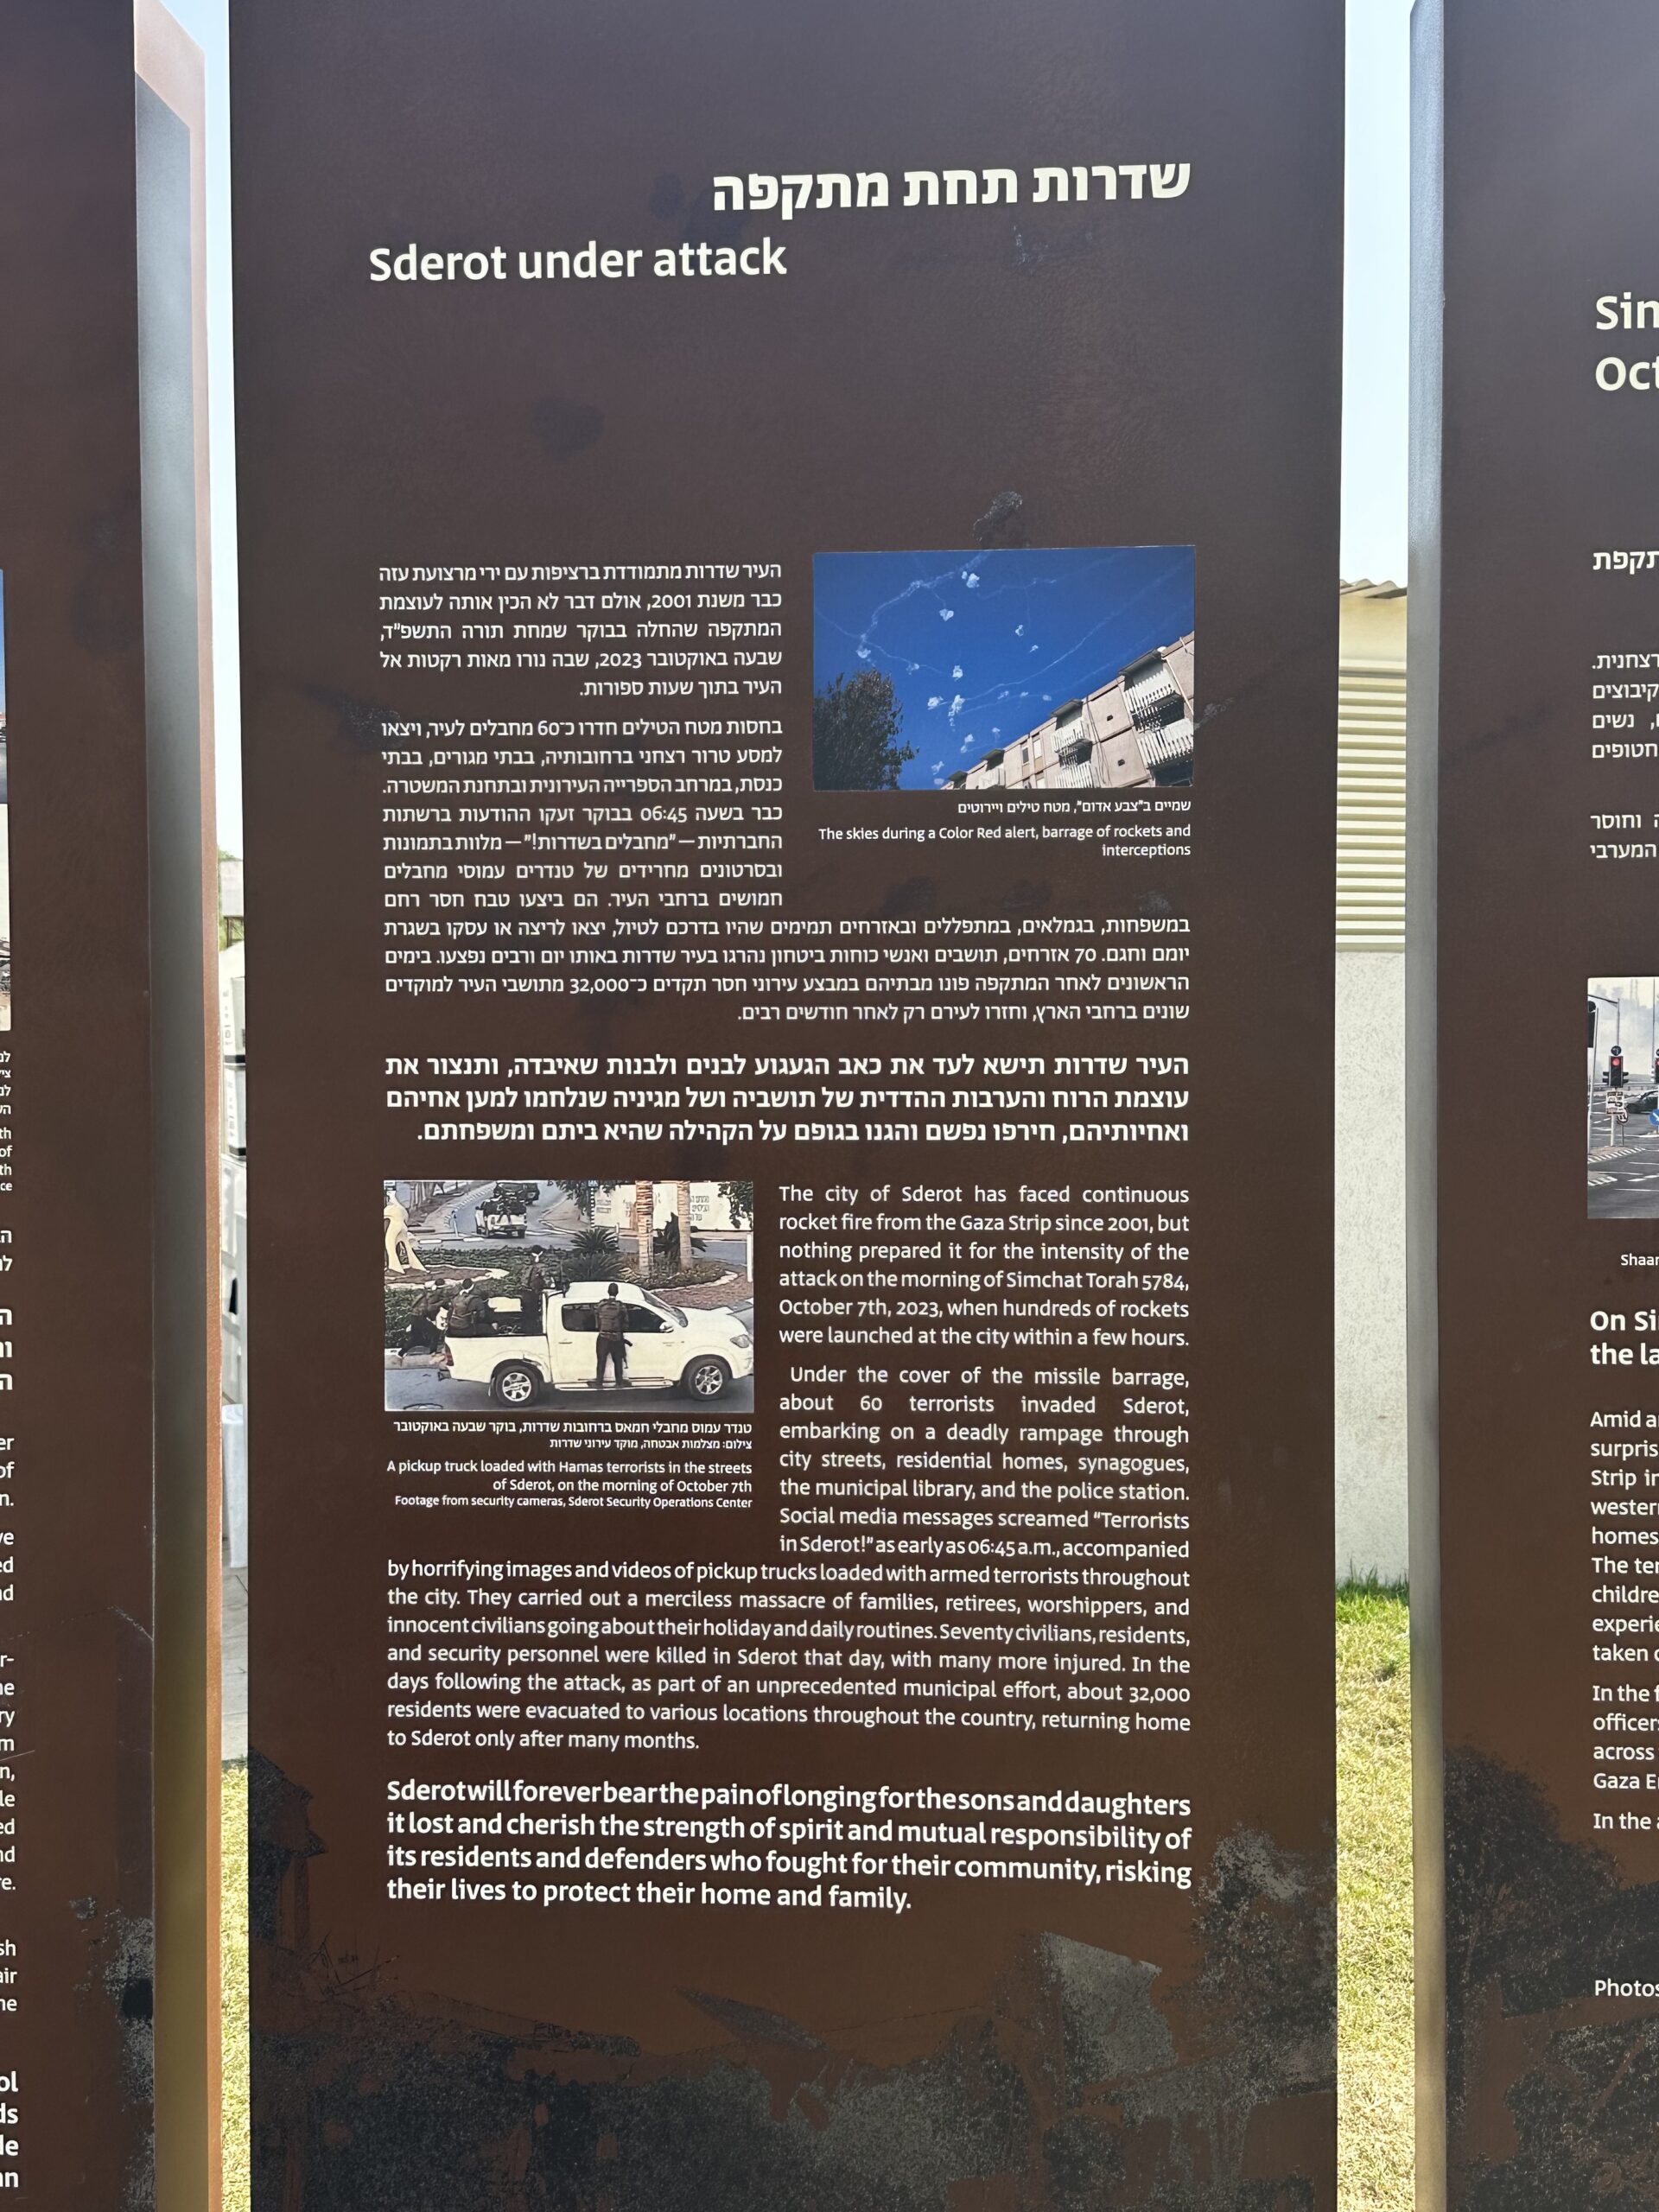 שדרות תחת מתקפה
Sderot under attack
העיר שדרות מתמודדת ברציפות עם ירי מרצועת עזה
כבר משנת 2001, אולם דבר לא הכין אותה לעוצמת
המתקפה שהחלה בבוקר שמחת תורה התשפ"ד,
שבעה באוקטובר 2023, שבה נורו מאות רקטות אל
העיר בתוך שעות ספורות.
בחסות מטח הטילים חדרו כ־60 מחבלים לעיר, ויצאו
למסע טרור רצחני ברחובותיה, בבתי מגורים, בבתי
כנסת, במרחב הספרייה העירונית ובתחנת המשטרה.
כבר בשעה 06:45 בבוקר זעקו ההודעות ברשתות
החברתיות — "מחבלים בשדרות!" — מלוות בתמונות
ובסרטונים מחרידים של טנדרים עמוסי מחבלים
חמושים ברחבי העיר. הם ביצעו טבח חסר רחם
במשפחות, בגמלאים, במתפללים ובאזרחים תמימים שהיו בדרכם לטיול, יצאו לריצה או עסקו בשגרת
יומם וחגם. 70 אזרחים, תושבים ואנשי כוחות ביטחון נהרגו בעיר שדרות באותו יום ורבים נפצעו. בימים
הראשונים לאחר המתקפה פונו מבתיהם במבצע עירוני חסר תקדים כ־32,000 מתושבי העיר למוקדים
שונים ברחבי הארץ, וחזרו לעירם רק לאחר חודשים רבים.
שמיים ב"צבע אדום", מטח טילים ויירוטים
The skies during a Color Red alert, barrage of rockets and
interceptions
העיר שדרות תישא לעד את כאב הגעגוע לבנים ולבנות שאיבדה, ותנצור את
עוצמת הרוח והערבות ההדדית של תושביה ושל מגיניה שנלחמו למען אחיהם
ואחיותיהם, חירפו נפשם והגנו בגופם על הקהילה שהיא ביתם ומשפחתם.
טנדר עמוס מחבלי חמאס ברחובות שדרות, בוקר שבעה באוקטובר
צילום: מצלמות אבטחה, מוקד עירוני שדרות
A pickup truck loaded with Hamas terrorists in the streets
of Sderot, on the morning of October 7th
Footage from security cameras, Sderot Security Operations Center
The city of Sderot has faced continuous
rocket fire from the Gaza Strip since 2001, but
nothing prepared it for the intensity of the
attack on the morning of Simchat Torah 5784,
October 7th, 2023, when hundreds of rockets
were launched at the city within a few hours.
Under the cover of the missile barrage,
about 60 terrorists invaded Sderot,
embarking on a deadly rampage through
city streets, residential homes, synagogues,
the municipal library, and the police station.
Social media messages screamed "Terrorists
in Sderot!" as early as 06:45 a.m., accompanied
by horrifying images and videos of pickup trucks loaded with armed terrorists throughout
the city. They carried out a merciless massacre of families, retirees, worshippers, and
innocent civilians going about their holiday and daily routines. Seventy civilians, residents,
and security personnel were killed in Sderot that day, with many more injured. In the
days following the attack, as part of an unprecedented municipal effort, about 32,000
residents were evacuated to various locations throughout the country, returning home
to Sderot only after many months.
Sderot will forever bear the pain of longing for the sons and daughters
it lost and cherish the strength of spirit and mutual responsibility of
its residents and defenders who fought for their community, risking
their lives to protect their home and family.
רצחנית.
קיבוצים
נשים
חטופים
וחוסר
המערבי
On
the
Amid
Strip
homes
The
taken
In the
officers
across
Gaza
In the
Photos